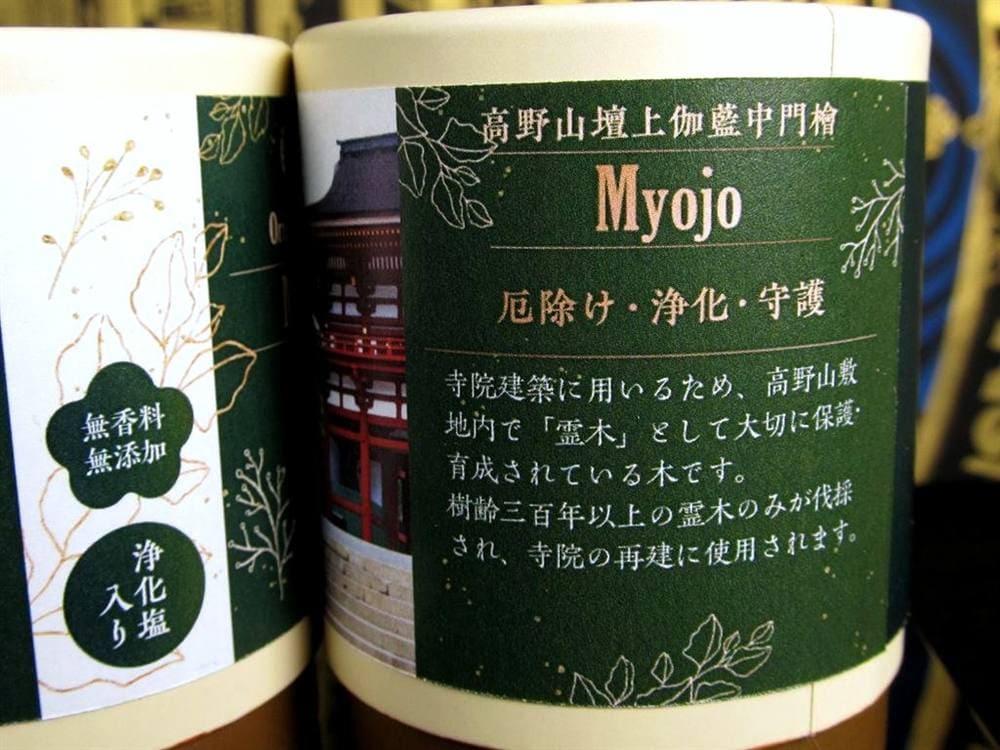 無香料
無添加
浄化塩
入り
高野山壇上伽藍中門檜
Myojo
厄除け・浄化・守護
寺院建築に用いるため、高野山敷
地内で「霊木」として大切に保護・
育成されている木です。
樹齢三百年以上の霊木のみが伐採
され、寺院の再建に使用されます。